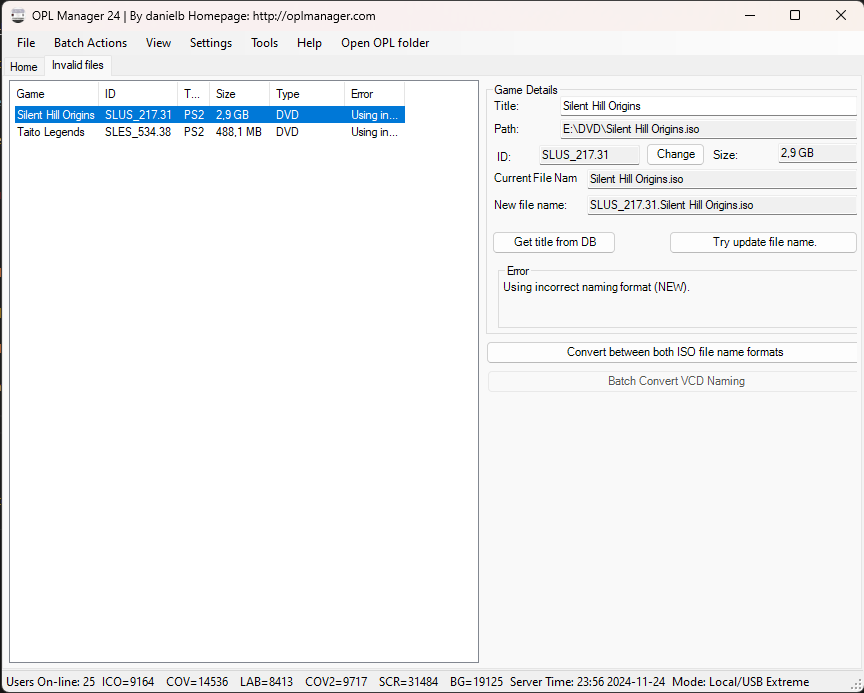 OPL Manager 24 | By danielb Homepage: http://oplmanager.com
File Batch Actions View Settings Tools Help Open OPL folder
Home Invalid files
Game ID T... Size Type Error
Silent Hill Origins SLUS_217.31 PS2 2,9 GB DVD Using in...
Taito Legends SLES_534.38 PS2 488,1 MB DVD Using in...
Game Details
Title: Silent Hill Origins
Path: E:\DVD\Silent Hill Origins.iso
ID: SLUS_217.31 Change Size: 2,9 GB
Current File Nam Silent Hill Origins.iso
New file name: SLUS_217.31.Silent Hill Origins.iso
Get title from DB Try update file name.
Error
Using incorrect naming format (NEW).
Convert between both ISO file name formats
Batch Convert VCD Naming
Users On-line: 25 ICO=9164 COV=14536 LAB=8413 COV2=9717 SCR=31484 BG=19125 Server Time: 23:56 2024-11-24 Mode: Local/USB Extreme